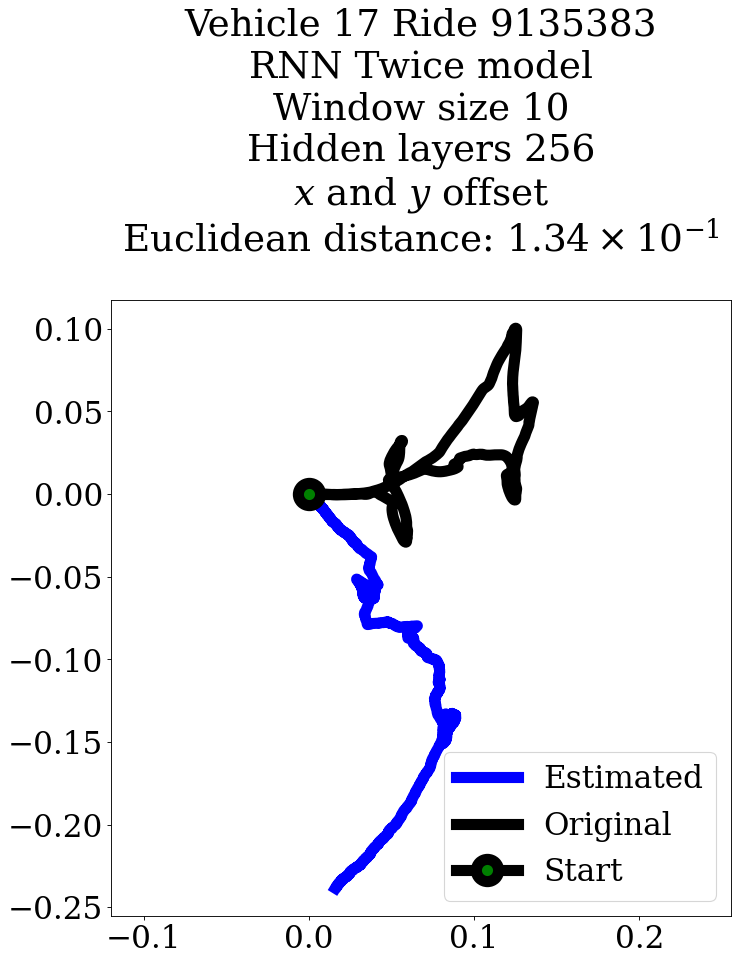 Vehicle 17 Ride 9135383
RNN Twice model
Window size 10
Hidden layers 256
x and y offset
Euclidean distance: 1.34 × 10⁻¹
0.10
0.05
0.00
−0.05
−0.10
−0.15
−0.20
−0.25
−0.1 0.0 0.1 0.2
Estimated
Original
Start